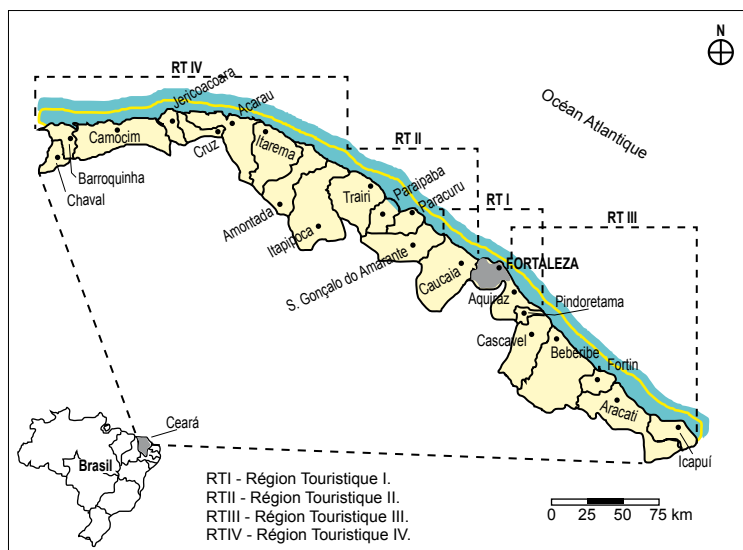 N
RT IV
Jericoacoara
Acarau
Océan Atlantique
Camocim
Cruz
Itarema
RT II
Barroquinha
Chaval
Trairi
Paraipaba
Paracuru
RT I
Amontada
Itapipoca
RT III
S. Gonçalo do Amarante
Caucaia
FORTALEZA
Aquiraz
Pindoretama
Cascavel
Beberibe
Fortin
Aracati
Icapuí
Ceará
Brasil
RTI - Région Touristique I.
RTII - Région Touristique II.
RTIII - Région Touristique III.
RTIV - Région Touristique IV.
0 25 50 75 km